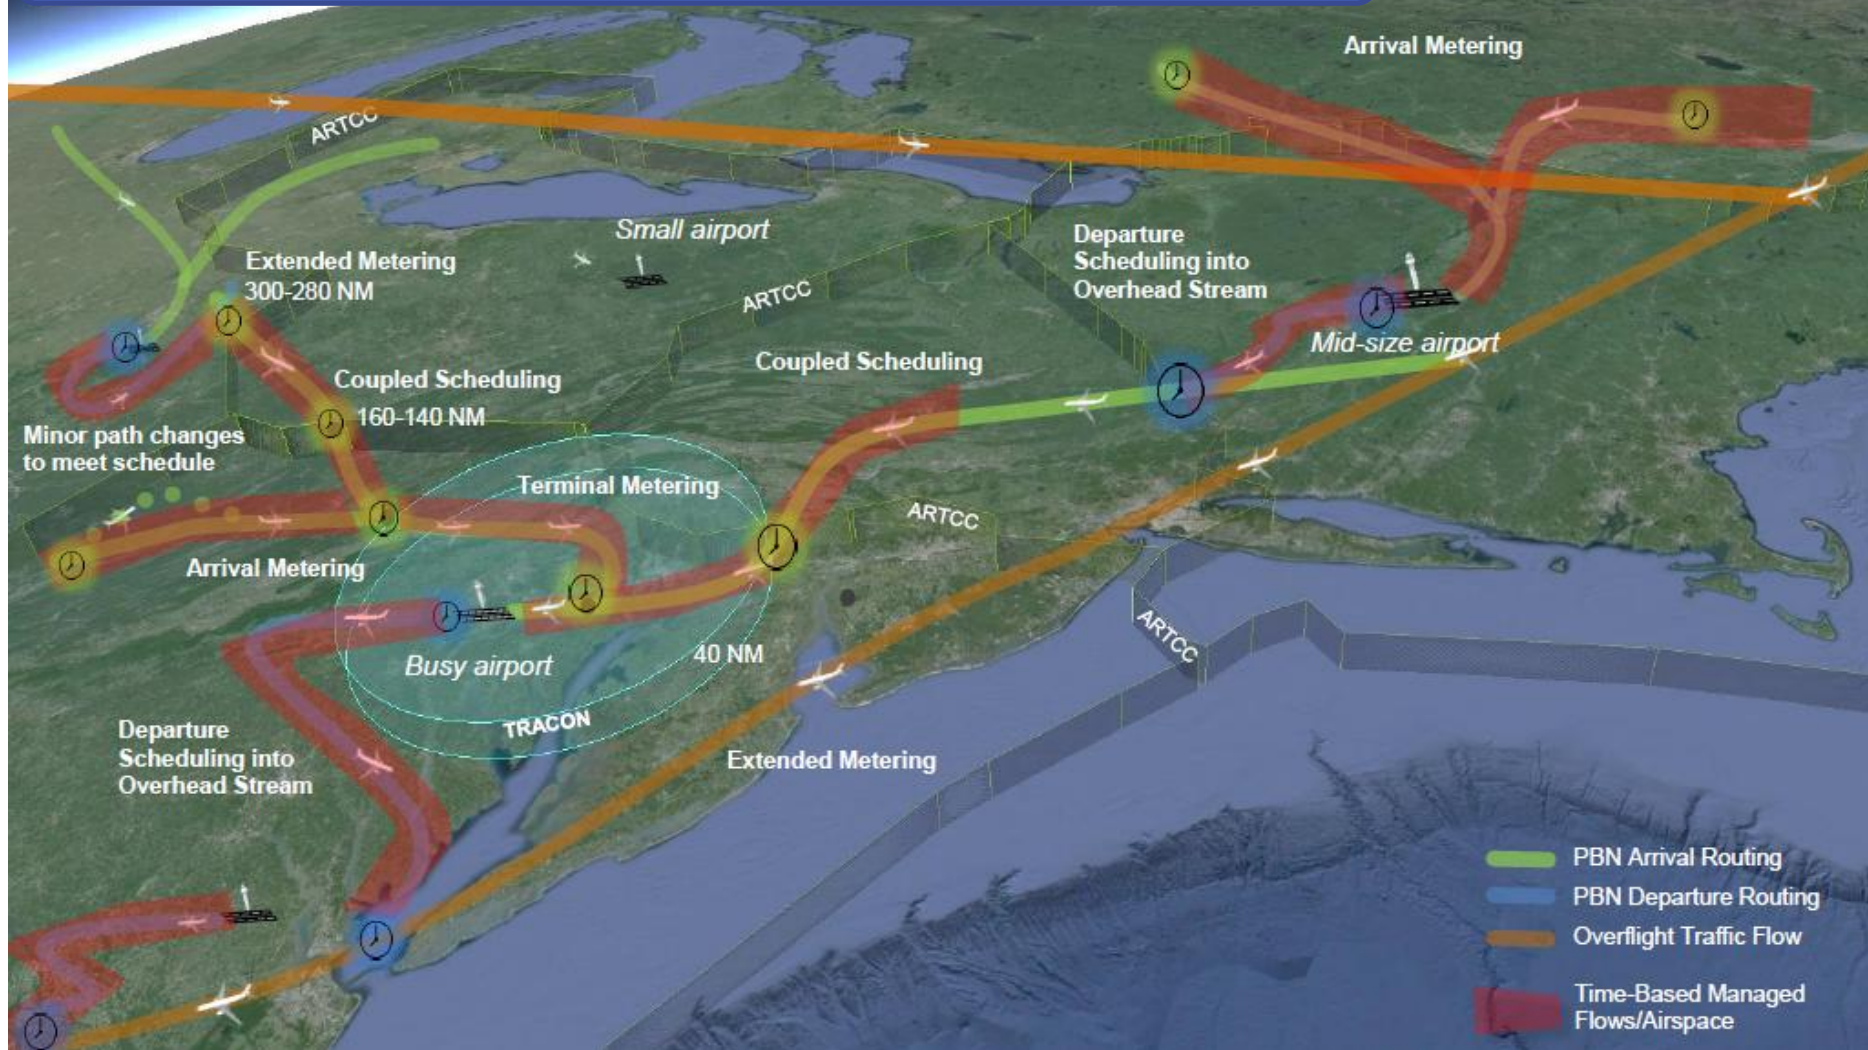 Arrival Metering
ARTCC
Small airport
Extended Metering
300-280 NM
Departure
Scheduling into
Overhead Stream
ARTCC
Mid-size airport
Coupled Scheduling
Coupled Scheduling
160-140 NM
Minor path changes
to meet schedule
Terminal Metering
ARTCC
Arrival Metering
ARTCC
40 NM
Busy airport
TRACON
Departure
Scheduling into
Overhead Stream
Extended Metering
PBN Arrival Routing
PBN Departure Routing
Overflight Traffic Flow
Time-Based Managed
Flows/Airspace